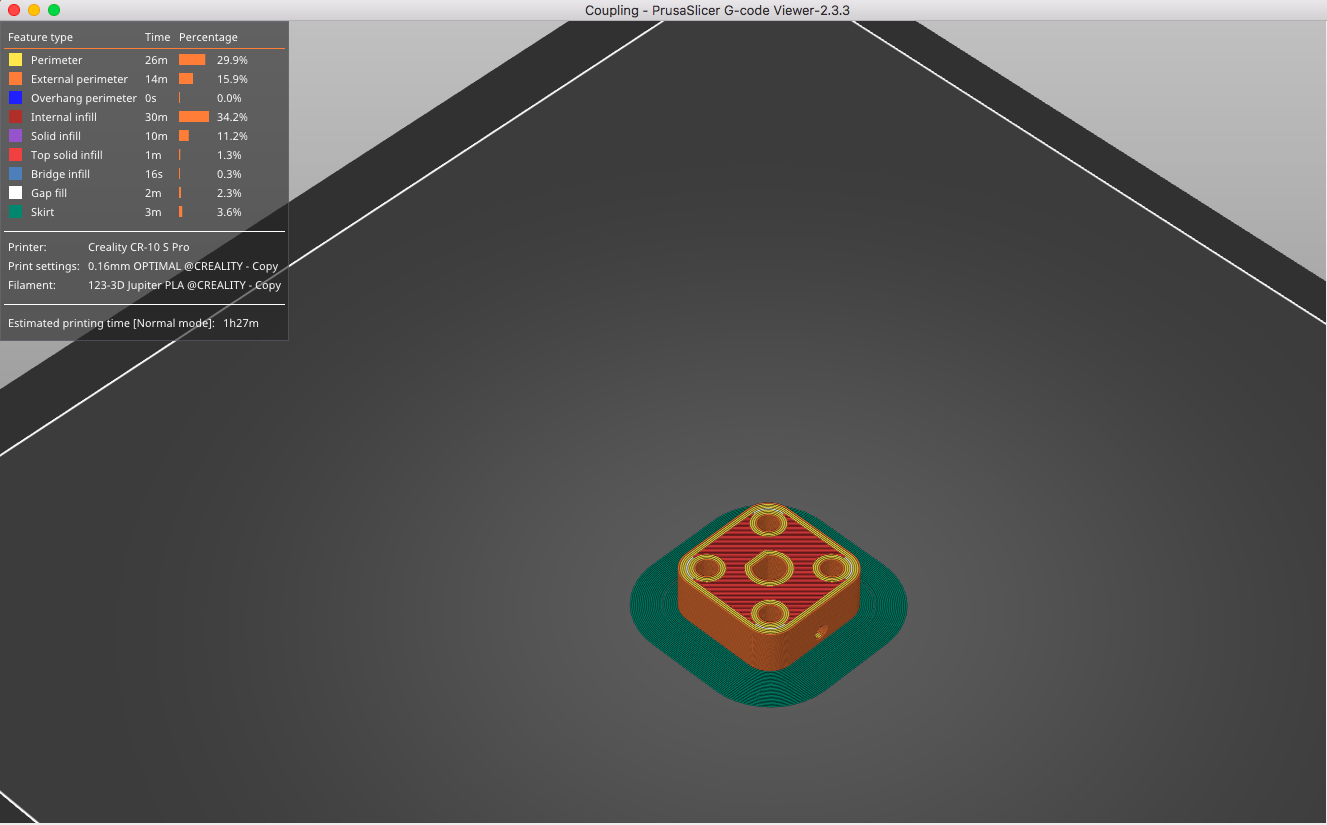 Coupling - PrusaSlicer G-code Viewer-2.3.3
Feature type Time Percentage
Perimeter 26m 29.9%
External perimeter 14m 15.9%
Overhang perimeter 0s 0.0%
Internal infill 30m 34.2%
Solid infill 10m 11.2%
Top solid infill 1m 1.3%
Bridge infill 16s 0.3%
Gap fill 2m 2.3%
Skirt 3m 3.6%
Printer: Creality CR-10 S Pro
Print settings: 0.16mm OPTIMAL @CREALITY - Copy
Filament: 123-3D Jupiter PLA @CREALITY - Copy
Estimated printing time [Normal mode]: 1h27m